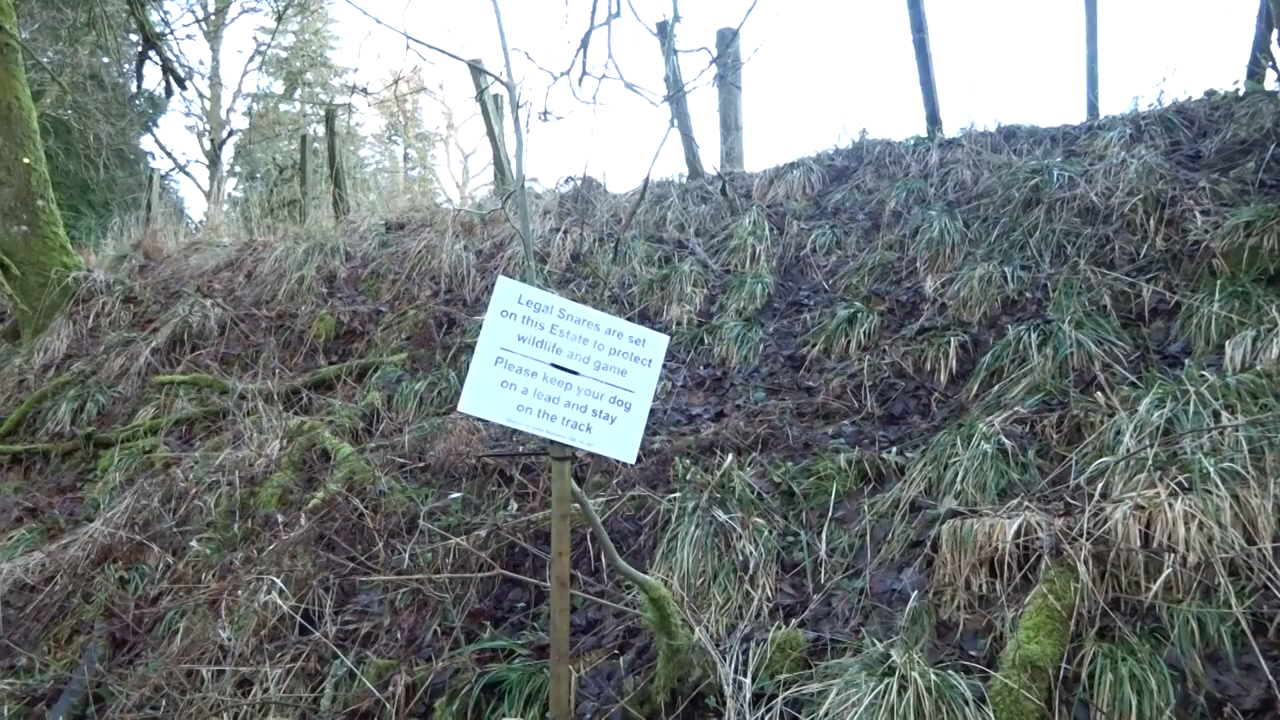 Legal Snares are set
on this Estate to protect
wildlife and game
Please keep your dog
on a lead and stay
on the track